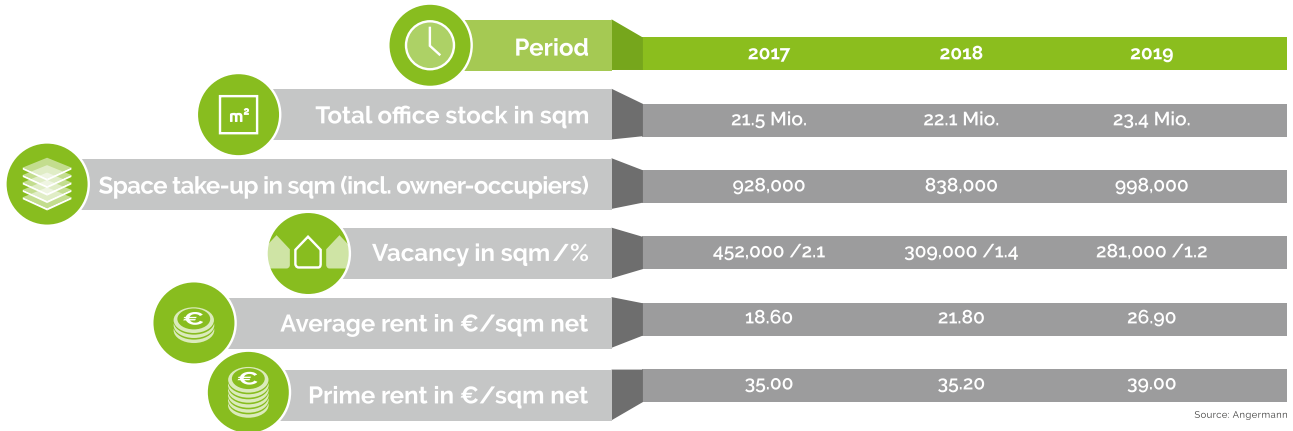 Period 2017 2018 2019
m² Total office stock in sqm 21.5 Mio. 22.1 Mio. 23.4 Mio.
Space take-up in sqm (incl. owner-occupiers) 928,000 838,000 998,000
Vacancy in sqm/% 452,000 /2.1 309,000 /1.4 281,000 /1.2
€ Average rent in €/sqm net 18.60 21.80 26.90
€ Prime rent in €/sqm net 35.00 35.20 39.00
Source: Angermann